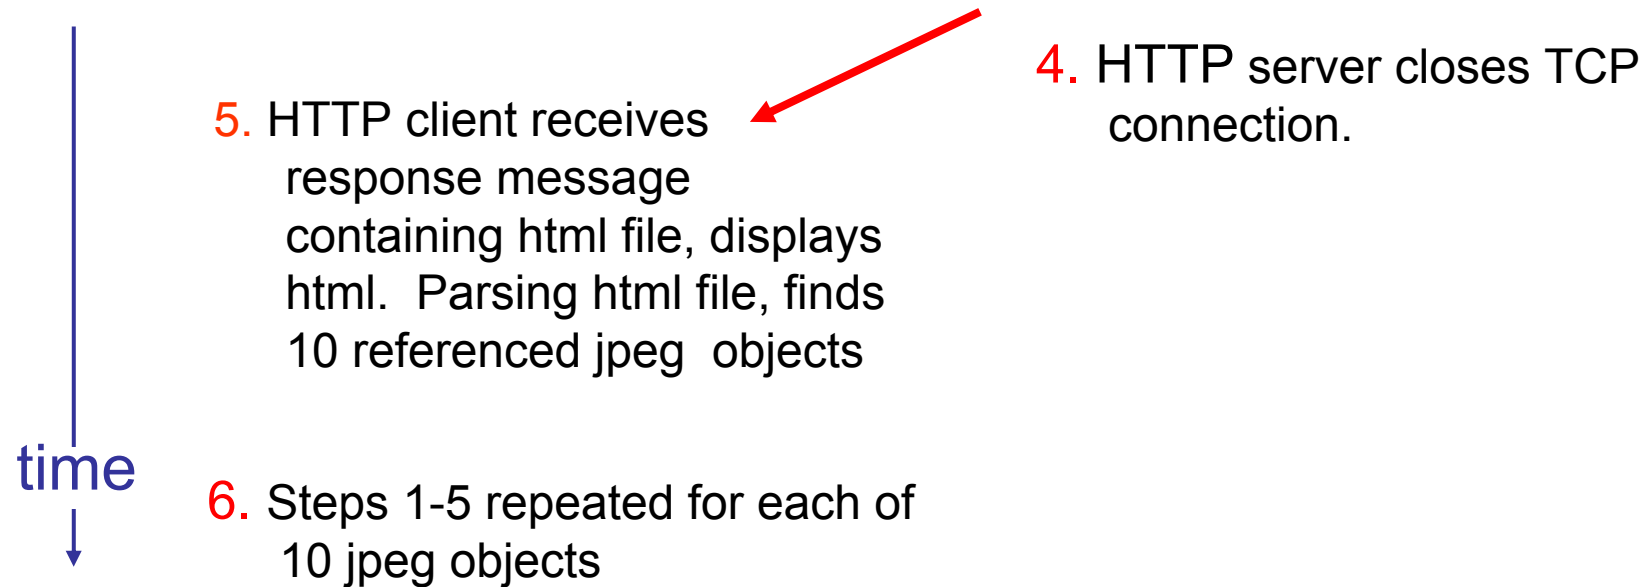 4. HTTP server closes TCP
connection.
5. HTTP client receives
response message
containing html file, displays
html.  Parsing html file, finds
10 referenced jpeg  objects
time
6. Steps 1-5 repeated for each of
10 jpeg objects